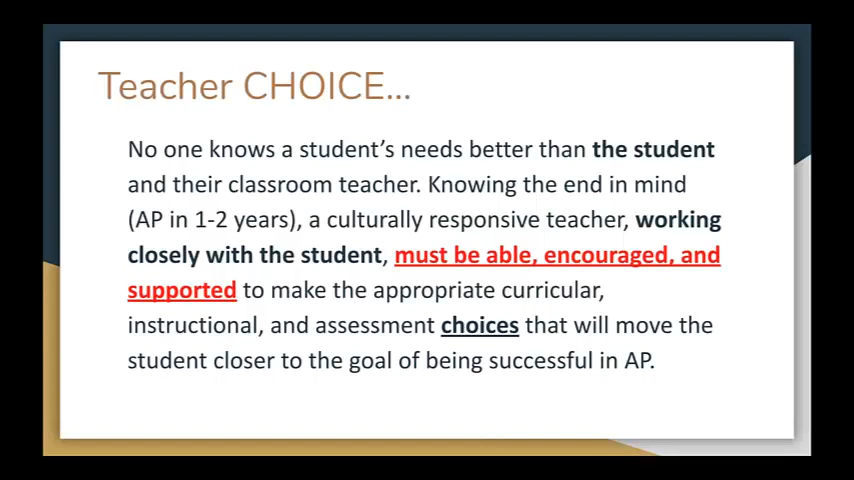 Teacher CHOICE...
No one knows a student's needs better than the student
and their classroom teacher. Knowing the end in mind
(AP in 1-2 years), a culturally responsive teacher, working
closely with the student, must be able, encouraged, and
supported to make the appropriate curricular,
instructional, and assessment choices that will move the
student closer to the goal of being successful in AP.